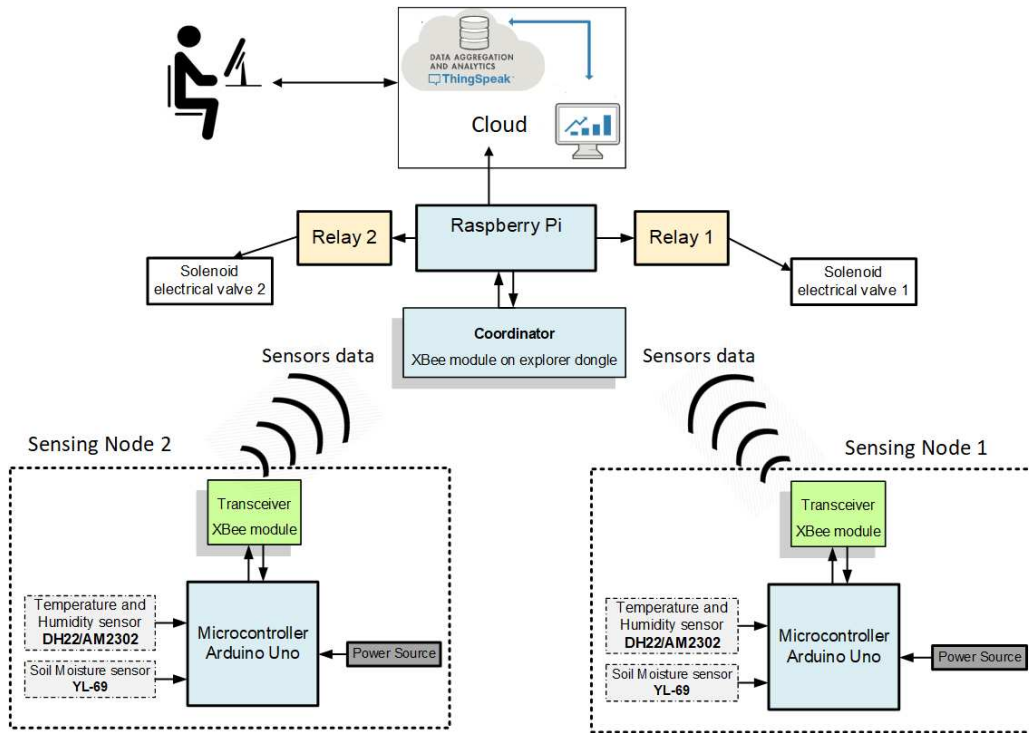 DATA AGGREGATION
AND ANALYTICS
ThingSpeak
Cloud
Relay 2
Raspberry Pi
Relay 1
Solenoid
electrical valve 2
Solenoid
electrical valve 1
Coordinator
XBee module on explorer dongle
Sensors data
Sensors data
Sensing Node 2
Sensing Node 1
Transceiver
XBee module
Temperature and
Humidity sensor
DH22/AM2302
Soil Moisture sensor
YL-69
Microcontroller
Arduino Uno
Power Source
Transceiver
XBee module
Temperature and
Humidity sensor
DH22/AM2302
Soil Moisture sensor
YL-69
Microcontroller
Arduino Uno
Power Source